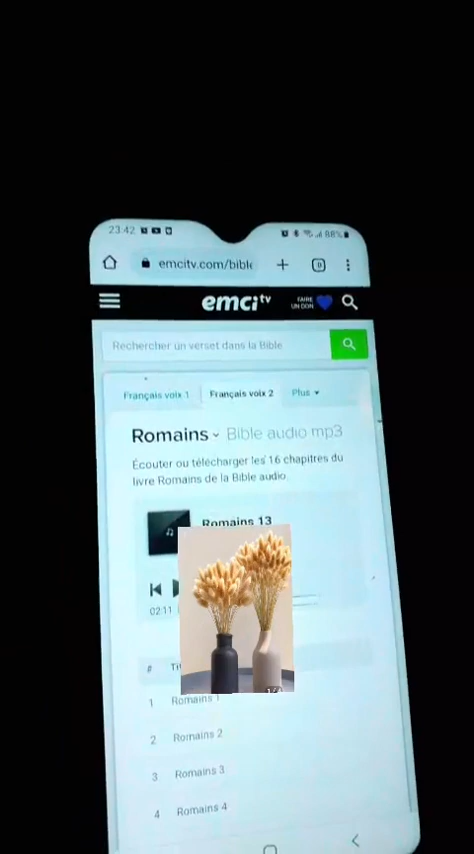 23:42
88%
emcitv.com/bible
+
0
emci tv
FAIRE UN DON
Rechercher un verset dans la Bible
Français voix 1 Français voix 2 Plus
Romains Bible audio mp3
Écouter ou télécharger les 16 chapitres du
livre Romains de la Bible audio
Romains 13
02:11
#
1 Romains 1
2 Romains 2
3 Romains 3
4 Romains 4